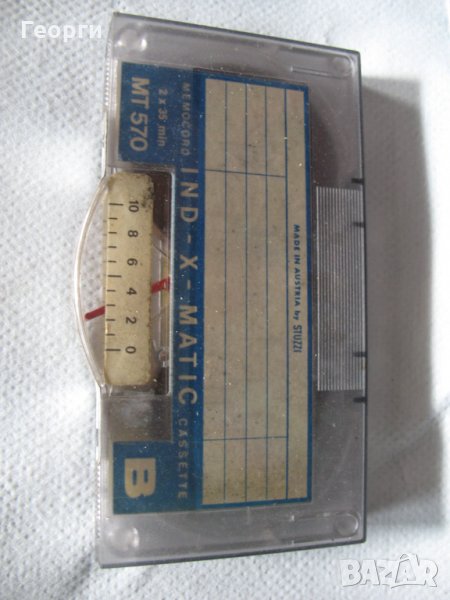 Георги
MADE IN AUSTRIA by STUZZI
MEMOCORD IND-X-MATIC CASSETTE
2 x 35 min
MT 570
B
10 8 6 4 2 0
BAZAR